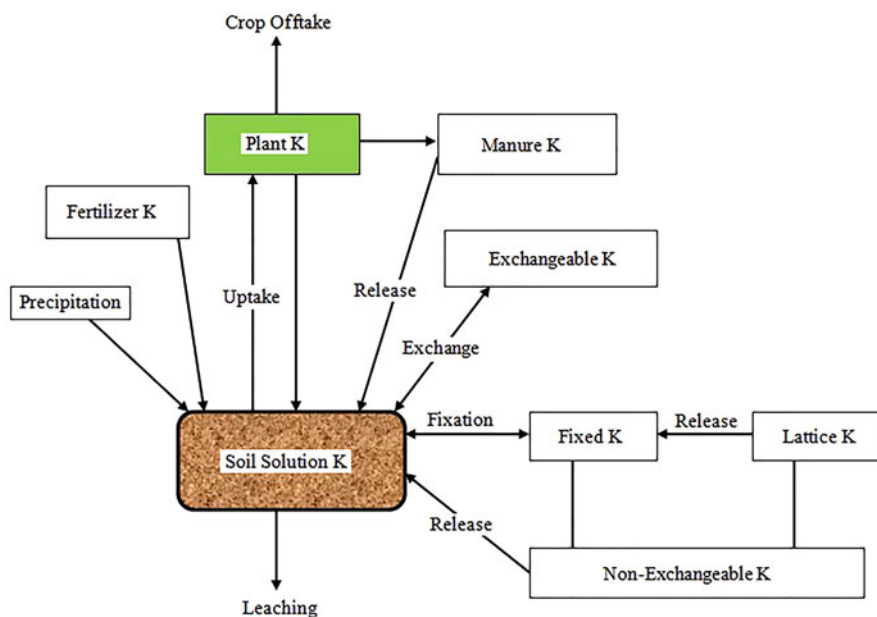 Crop Offtake
Plant K
Manure K
Fertilizer K
Exchangeable K
Precipitation
Uptake
Release
Exchange
Fixation
Release
Soil Solution K
Fixed K
Lattice K
Release
Non-Exchangeable K
Leaching